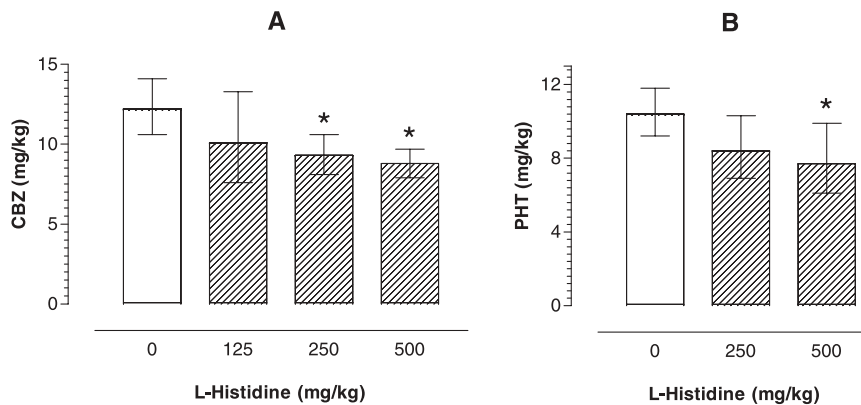 A
CBZ (mg/kg)
15
10
5
0
*
*
0 125 250 500
L-Histidine (mg/kg)
B
PHT (mg/kg)
12
8
4
0
*
0 250 500
L-Histidine (mg/kg)